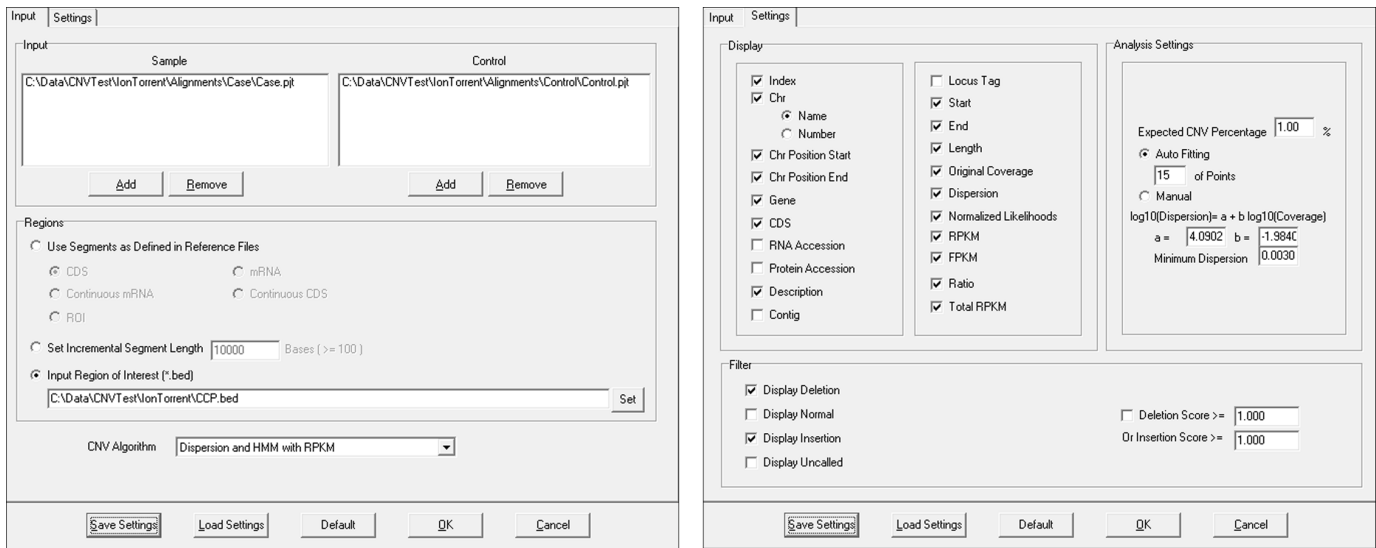 Input Settings
Input
Sample Control
C:\Data\CNVTest\IonTorrent\Alignments\Case\Case.pjt C:\Data\CNVTest\IonTorrent\Alignments\Control\Control.pjt
Add Remove Add Remove
Regions
Use Segments as Defined in Reference Files
CDS mRNA
Continuous mRNA Continuous CDS
ROI
Set Incremental Segment Length 10000 Bases ( >= 100 )
Input Region of Interest (*.bed)
C:\Data\CNVTest\IonTorrent\CCP.bed Set
CNV Algorithm Dispersion and HMM with RPKM
Save Settings Load Settings Default OK Cancel
Input Settings
Display
Index
Chr
Name
Number
Chr Position Start
Chr Position End
Gene
CDS
RNA Accession
Protein Accession
Description
Contig
Locus Tag
Start
End
Length
Original Coverage
Dispersion
Normalized Likelihoods
RPKM
FPKM
Ratio
Total RPKM
Analysis Settings
Expected CNV Percentage 1.00 %
Auto Fitting
15 of Points
Manual
log10(Dispersion)= a + b log10(Coverage)
a = 4.0902 b = -1.9840
Minimum Dispersion 0.0030
Filter
Display Deletion
Display Normal
Display Insertion
Display Uncalled
Deletion Score >= 1.000
Or Insertion Score >= 1.000
Save Settings Load Settings Default OK Cancel